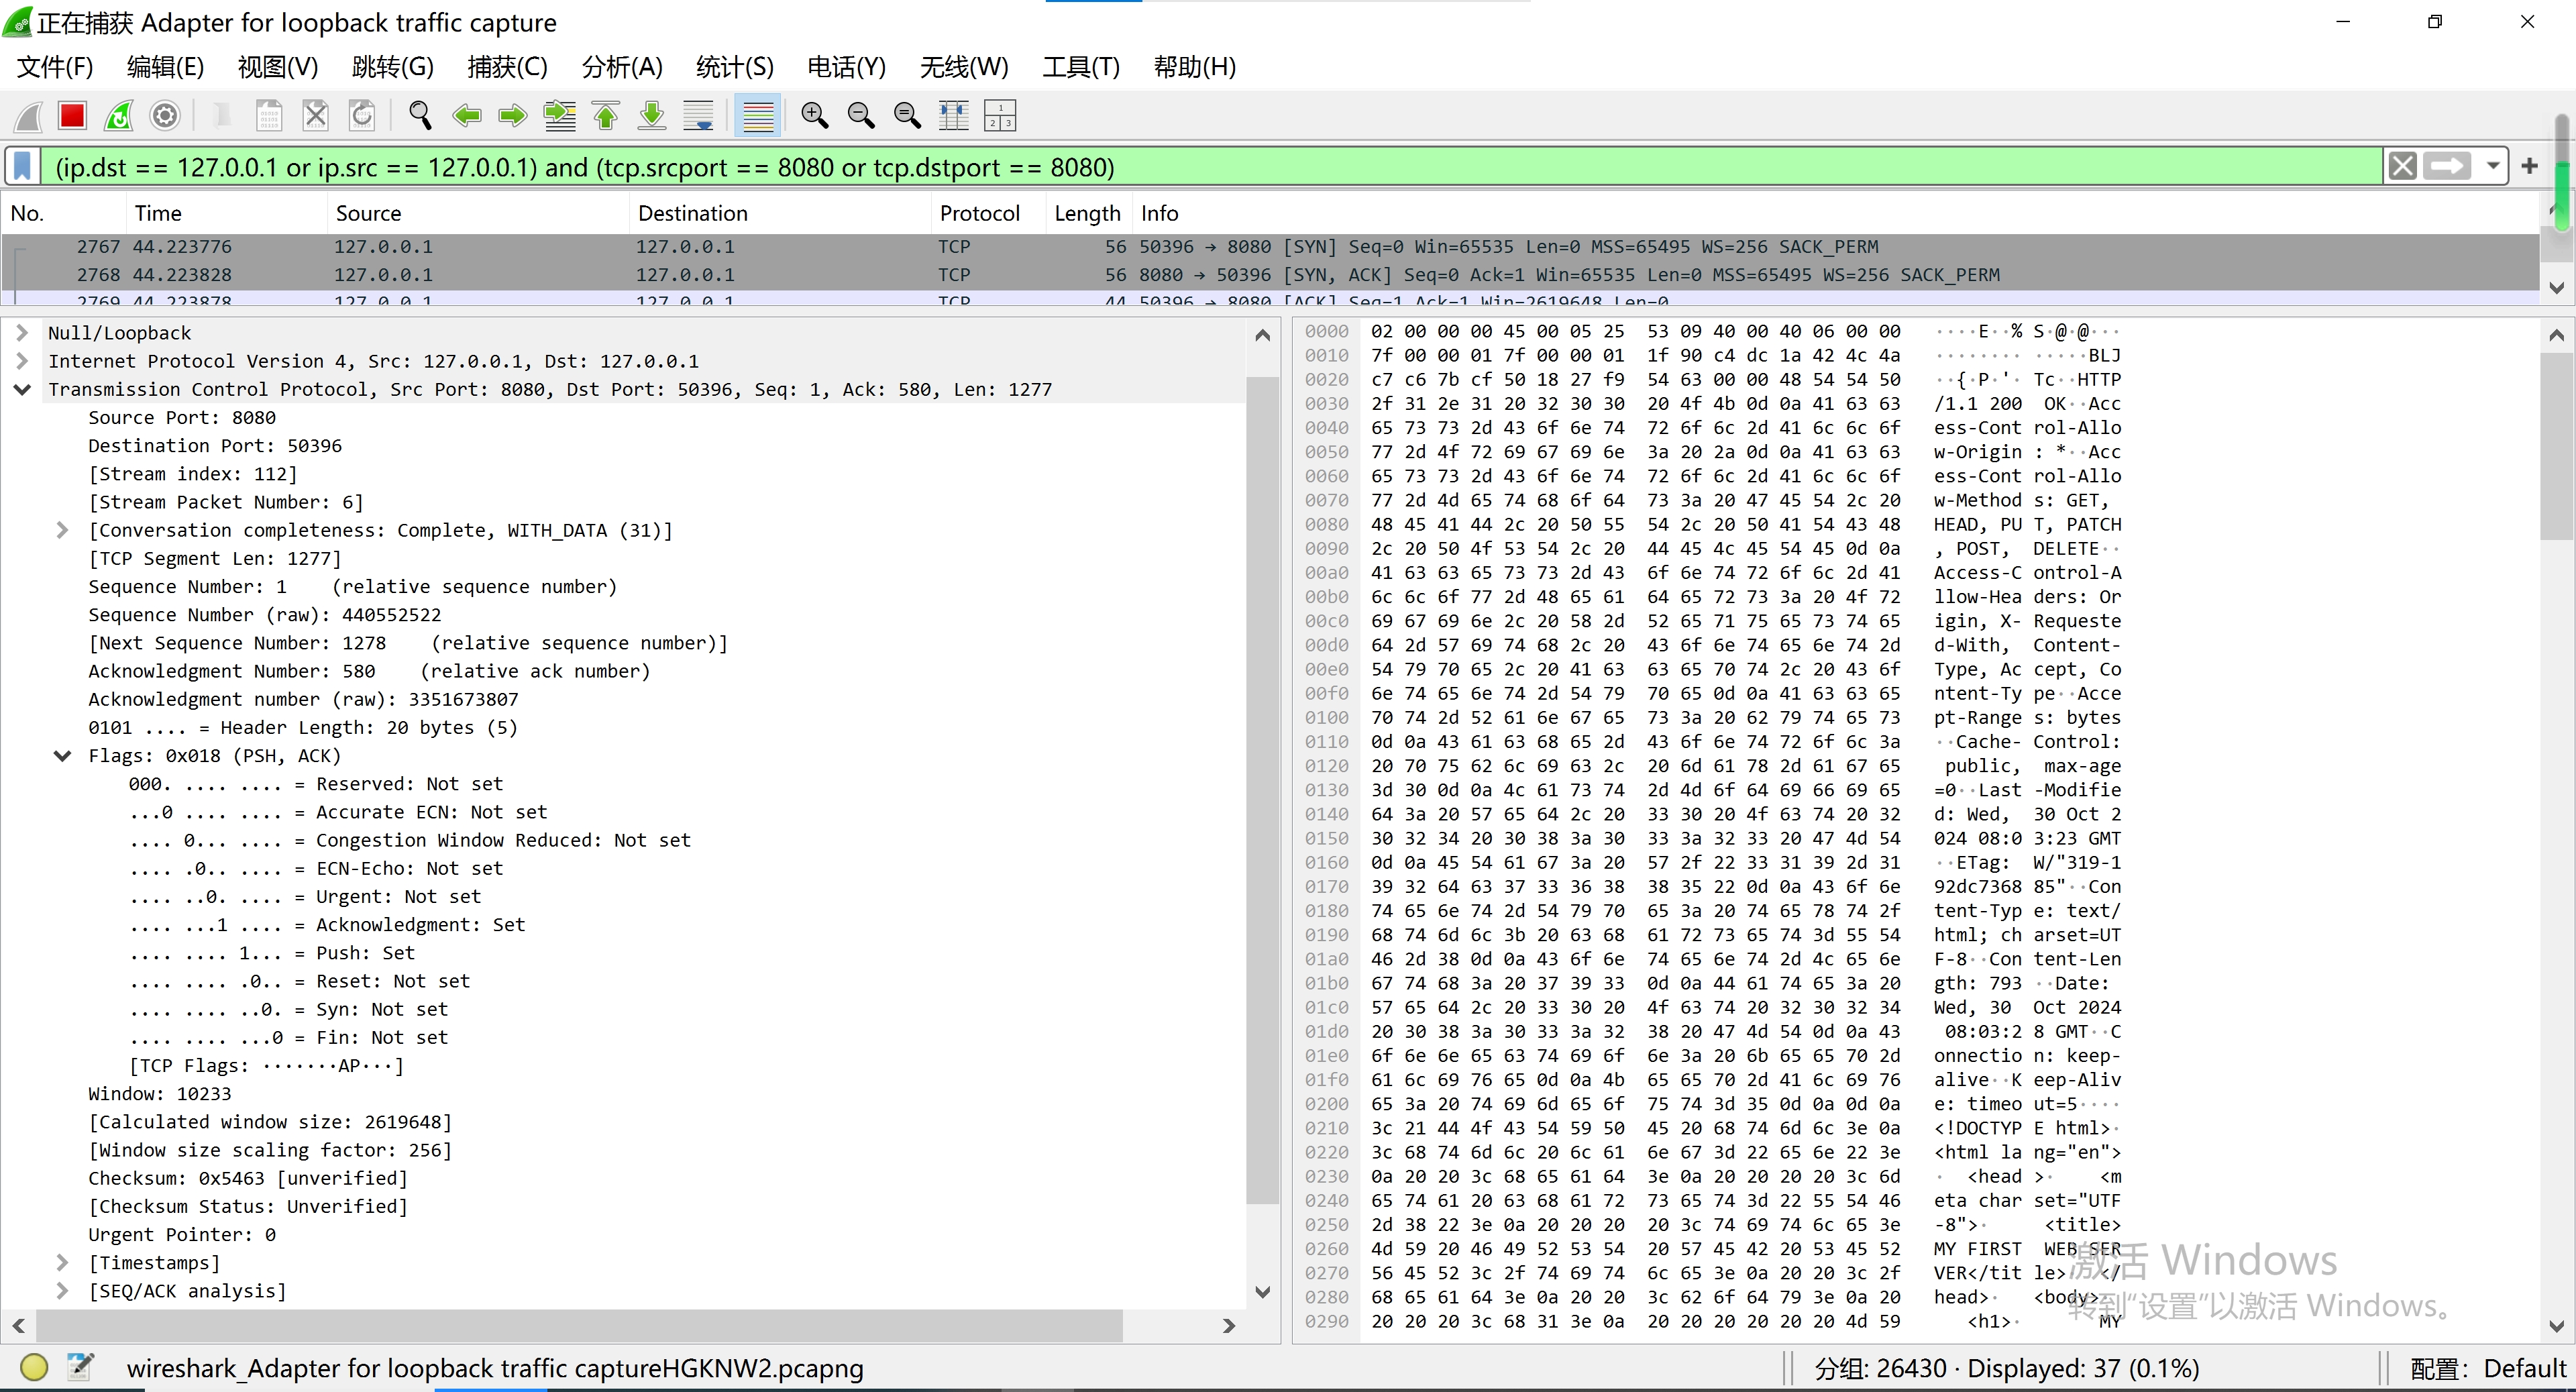 正在捕获 Adapter for loopback traffic capture
文件(F) 编辑(E) 视图(V) 跳转(G) 捕获(C) 分析(A) 统计(S) 电话(Y) 无线(W) 工具(T) 帮助(H)
(ip.dst == 127.0.0.1 or ip.src == 127.0.0.1) and (tcp.srcport == 8080 or tcp.dstport == 8080)
No. Time Source Destination Protocol Length Info
2767 44.223776 127.0.0.1 127.0.0.1 TCP 56 50396 → 8080 [SYN] Seq=0 Win=65535 Len=0 MSS=65495 WS=256 SACK_PERM
2768 44.223828 127.0.0.1 127.0.0.1 TCP 56 8080 → 50396 [SYN, ACK] Seq=0 Ack=1 Win=65535 Len=0 MSS=65495 WS=256 SACK_PERM
2769 44.223878 127.0.0.1 127.0.0.1 TCP 44 50396 → 8080 [ACK] Seq=1 Ack=1 Win=2619648 Len=0
Null/Loopback
Internet Protocol Version 4, Src: 127.0.0.1, Dst: 127.0.0.1
Transmission Control Protocol, Src Port: 8080, Dst Port: 50396, Seq: 1, Ack: 580, Len: 1277
Source Port: 8080
Destination Port: 50396
[Stream index: 112]
[Stream Packet Number: 6]
[Conversation completeness: Complete, WITH_DATA (31)]
[TCP Segment Len: 1277]
Sequence Number: 1 (relative sequence number)
Sequence Number (raw): 440552522
[Next Sequence Number: 1278 (relative sequence number)]
Acknowledgment Number: 580 (relative ack number)
Acknowledgment number (raw): 3351673807
0101 .... = Header Length: 20 bytes (5)
Flags: 0x018 (PSH, ACK)
000. .... .... = Reserved: Not set
...0 .... .... = Accurate ECN: Not set
.... 0... .... = Congestion Window Reduced: Not set
.... .0.. .... = ECN-Echo: Not set
.... ..0. .... = Urgent: Not set
.... ...1 .... = Acknowledgment: Set
.... .... 1... = Push: Set
.... .... .0.. = Reset: Not set
.... .... ..0. = Syn: Not set
.... .... ...0 = Fin: Not set
[TCP Flags: ·······AP···]
Window: 10233
[Calculated window size: 2619648]
[Window size scaling factor: 256]
Checksum: 0x5463 [unverified]
[Checksum Status: Unverified]
Urgent Pointer: 0
[Timestamps]
[SEQ/ACK analysis]
0000 02 00 00 00 45 00 05 25 53 09 40 00 40 06 00 00 ····E··% S·@·@···
0010 7f 00 00 01 7f 00 00 01 1f 90 c4 dc 1a 42 4c 4a ········ ·····BLJ
0020 c7 c6 7b cf 50 18 27 f9 54 63 00 00 48 54 54 50 ··{·P·'· Tc··HTTP
0030 2f 31 2e 31 20 32 30 30 20 4f 4b 0d 0a 41 63 63 /1.1 200 OK··Acc
0040 65 73 73 2d 43 6f 6e 74 72 6f 6c 2d 41 6c 6c 6f ess-Cont rol-Allo
0050 77 2d 4f 72 69 67 69 6e 3a 20 2a 0d 0a 41 63 63 w-Origin : *··Acc
0060 65 73 73 2d 43 6f 6e 74 72 6f 6c 2d 41 6c 6c 6f ess-Cont rol-Allo
0070 77 2d 4d 65 74 68 6f 64 73 3a 20 47 45 54 2c 20 w-Method s: GET,
0080 48 45 41 44 2c 20 50 55 54 2c 20 50 41 54 43 48 HEAD, PU T, PATCH
0090 2c 20 50 4f 53 54 2c 20 44 45 4c 45 54 45 0d 0a , POST, DELETE··
00a0 41 63 63 65 73 73 2d 43 6f 6e 74 72 6f 6c 2d 41 Access-C ontrol-A
00b0 6c 6c 6f 77 2d 48 65 61 64 65 72 73 3a 20 4f 72 llow-Hea ders: Or
00c0 69 67 69 6e 2c 20 58 2d 52 65 71 75 65 73 74 65 igin, X- Requeste
00d0 64 2d 57 69 74 68 2c 20 43 6f 6e 74 65 6e 74 2d d-With, Content-
00e0 54 79 70 65 2c 20 41 63 63 65 70 74 2c 20 43 6f Type, Ac cept, Co
00f0 6e 74 65 6e 74 2d 54 79 70 65 0d 0a 41 63 63 65 ntent-Ty pe··Acce
0100 70 74 2d 52 61 6e 67 65 73 3a 20 62 79 74 65 73 pt-Range s: bytes
0110 0d 0a 43 61 63 68 65 2d 43 6f 6e 74 72 6f 6c 3a ··Cache- Control:
0120 20 70 75 62 6c 69 63 2c 20 6d 61 78 2d 61 67 65 public, max-age
0130 3d 30 0d 0a 4c 61 73 74 2d 4d 6f 64 69 66 69 65 =0··Last -Modifie
0140 64 3a 20 57 65 64 2c 20 33 30 20 4f 63 74 20 32 d: Wed, 30 Oct 2
0150 30 32 34 20 30 38 3a 30 33 3a 32 33 20 47 4d 54 024 08:0 3:23 GMT
0160 0d 0a 45 54 61 67 3a 20 57 2f 22 33 31 39 2d 31 ··ETag: W/"319-1
0170 39 32 64 63 37 33 36 38 38 35 22 0d 0a 43 6f 6e 92dc7368 85"··Con
0180 74 65 6e 74 2d 54 79 70 65 3a 20 74 65 78 74 2f tent-Typ e: text/
0190 68 74 6d 6c 3b 20 63 68 61 72 73 65 74 3d 55 54 html; ch arset=UT
01a0 46 2d 38 0d 0a 43 6f 6e 74 65 6e 74 2d 4c 65 6e F-8··Con tent-Len
01b0 67 74 68 3a 20 37 39 33 0d 0a 44 61 74 65 3a 20 gth: 793 ··Date:
01c0 57 65 64 2c 20 33 30 20 4f 63 74 20 32 30 32 34 Wed, 30 Oct 2024
01d0 20 30 38 3a 30 33 3a 32 38 20 47 4d 54 0d 0a 43 08:03:2 8 GMT··C
01e0 6f 6e 6e 65 63 74 69 6f 6e 3a 20 6b 65 65 70 2d onnectio n: keep-
01f0 61 6c 69 76 65 0d 0a 4b 65 65 70 2d 41 6c 69 76 alive··K eep-Aliv
0200 65 3a 20 74 69 6d 65 6f 75 74 3d 35 0d 0a 0d 0a e: timeo ut=5····
0210 3c 21 44 4f 43 54 59 50 45 20 68 74 6d 6c 3e 0a <!DOCTYP E html>·
0220 3c 68 74 6d 6c 20 6c 61 6e 67 3d 22 65 6e 22 3e <html la ng="en">
0230 0a 20 20 3c 68 65 61 64 3e 0a 20 20 20 20 3c 6d · <head >· <m
0240 65 74 61 20 63 68 61 72 73 65 74 3d 22 55 54 46 eta char set="UTF
0250 2d 38 22 3e 0a 20 20 20 20 3c 74 69 74 6c 65 3e -8">· <title>
0260 4d 59 20 46 49 52 53 54 20 57 45 42 20 53 45 52 MY FIRST WEB SER
0270 56 45 52 3c 2f 74 69 74 6c 65 3e 0a 20 20 3c 2f VER</tit le>· </
0280 68 65 61 64 3e 0a 20 20 3c 62 6f 64 79 3e 0a 20 head>· <body>·
0290 20 20 20 3c 68 31 3e 0a 20 20 20 20 20 20 4d 59 <h1>· MY
激活 Windows
转到“设置”以激活 Windows。
wireshark_Adapter for loopback traffic captureHGKNW2.pcapng
分组: 26430 · Displayed: 37 (0.1%)
配置: Default